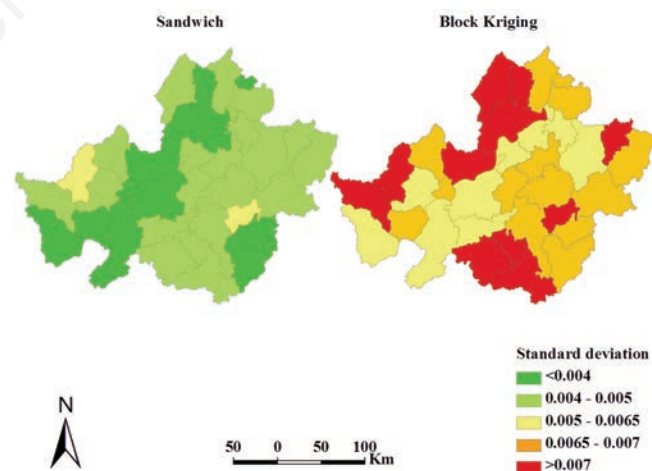 Sandwich
Block Kriging
Standard deviation
<0.004
0.004 - 0.005
0.005 - 0.0065
0.0065 - 0.007
>0.007
N
50 0 50 100
Km